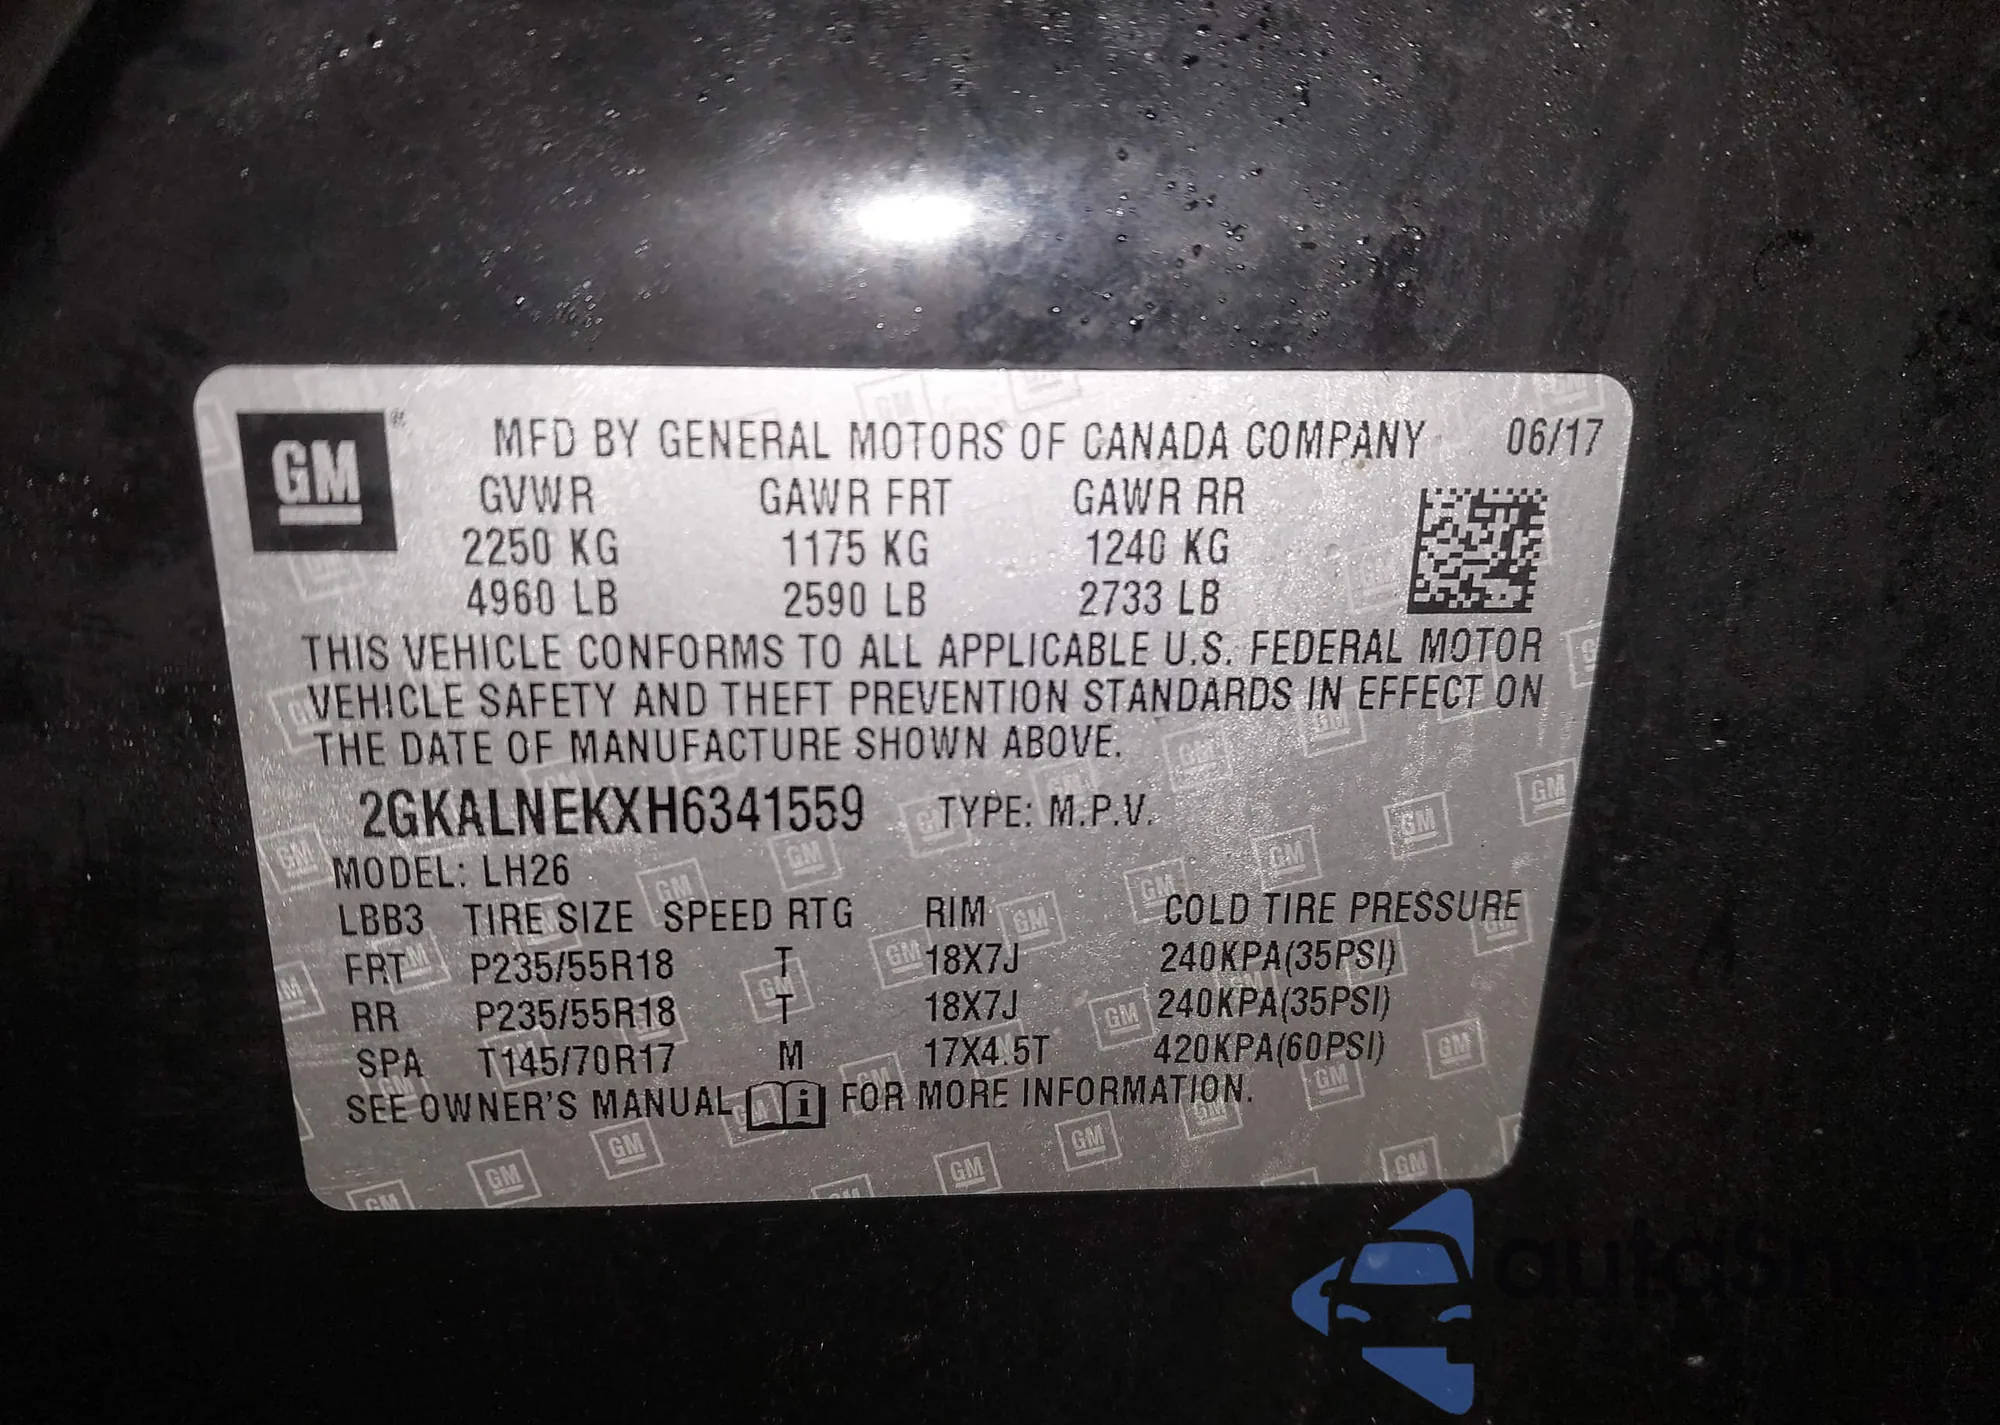 GM
MFD BY GENERAL MOTORS OF CANADA COMPANY 06/17
GVWR GAWR FRT GAWR RR
2250 KG 1175 KG 1240 KG
4960 LB 2590 LB 2733 LB
THIS VEHICLE CONFORMS TO ALL APPLICABLE U.S. FEDERAL MOTOR
VEHICLE SAFETY AND THEFT PREVENTION STANDARDS IN EFFECT ON
THE DATE OF MANUFACTURE SHOWN ABOVE.
2GKALNEKXH6341559 TYPE: M.P.V.
MODEL: LH26
LBB3 TIRE SIZE SPEED RTG RIM COLD TIRE PRESSURE
FRT P235/55R18 T 18X7J 240KPA(35PSI)
RR P235/55R18 T 18X7J 240KPA(35PSI)
SPA T145/70R17 M 17X4.5T 420KPA(60PSI)
SEE OWNER'S MANUAL i FOR MORE INFORMATION.
autoSnap